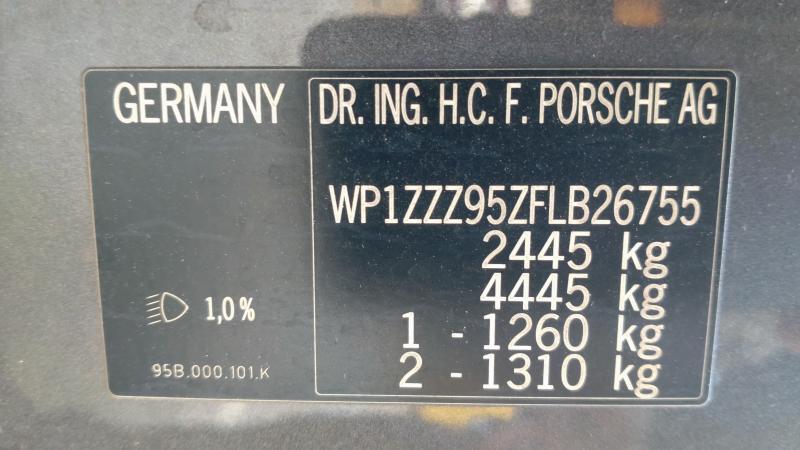 GERMANY
DR. ING. H.C. F. PORSCHE AG
WP1ZZZ95ZFLB26755
2445 kg
4445 kg
1 - 1260 kg
2 - 1310 kg
1,0 %
95B.000.101.K